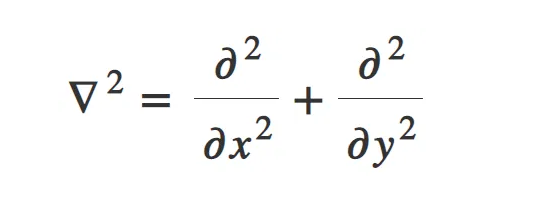 ∇² = ∂²/∂x² + ∂²/∂y²